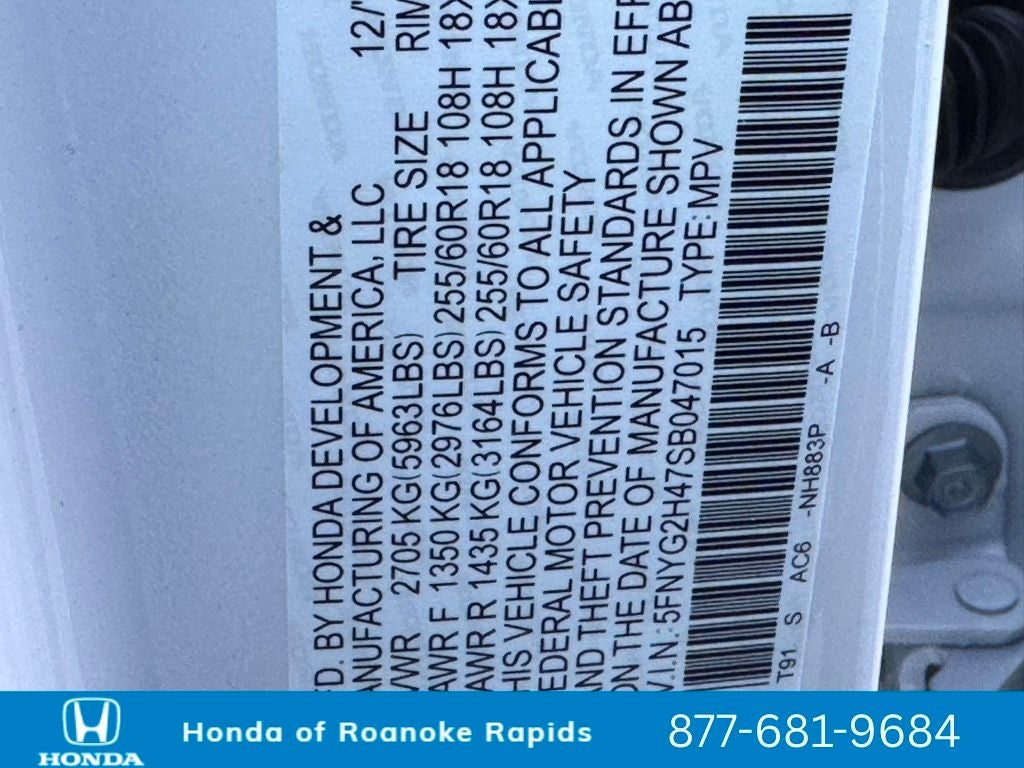 FD. BY HONDA DEVELOPMENT &
ANUFACTURING OF AMERICA, LLC 12/
VWR 2705 KG(5963LBS) TIRE SIZE RIM
AWR F 1350 KG(2976LBS) 255/60R18 108H 18X
AWR R 1435 KG(3164LBS) 255/60R18 108H 18X
HIS VEHICLE CONFORMS TO ALL APPLICABL
EDERAL MOTOR VEHICLE SAFETY
AND THEFT PREVENTION STANDARDS IN EFF
ON THE DATE OF MANUFACTURE SHOWN AB
V.I.N.: 5FNYG2H47SB047015 TYPE: MPV
T91 S AC6 -NH883P -A -B
HONDA
Honda of Roanoke Rapids
877-681-9684